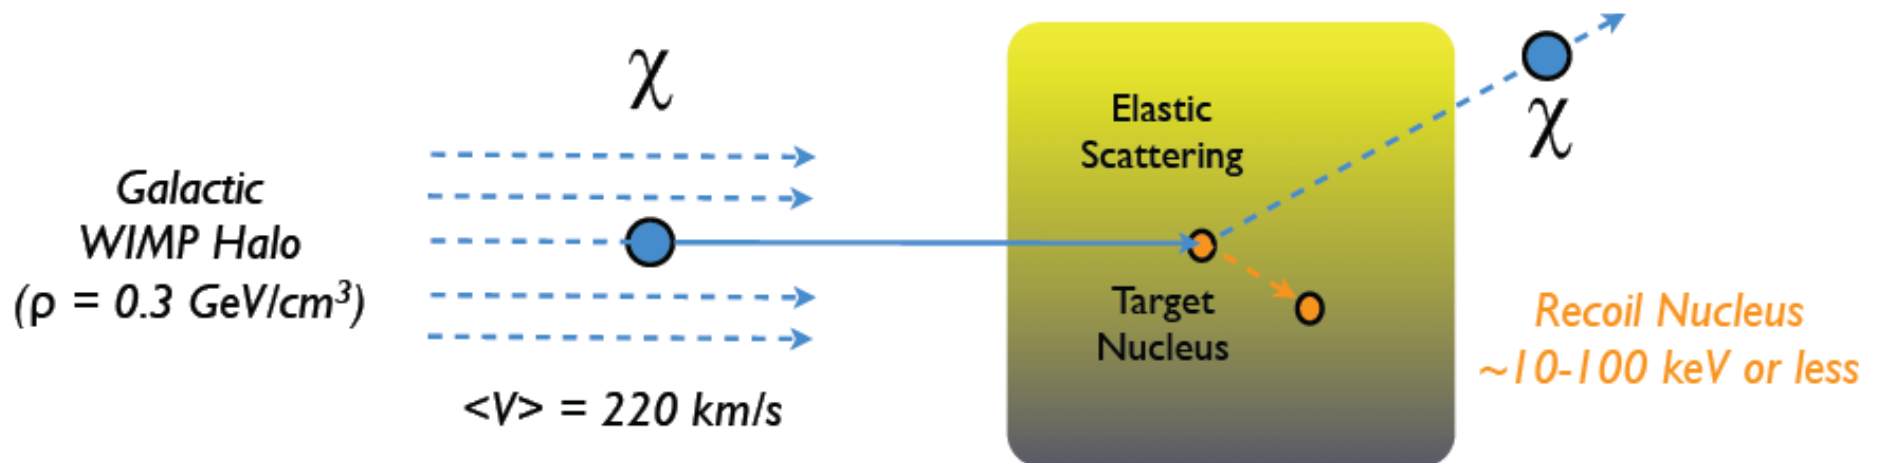 χ
Galactic
WIMP Halo
(ρ = 0.3 GeV/cm³)
<V> = 220 km/s
Elastic
Scattering
Target
Nucleus
χ
Recoil Nucleus
~10-100 keV or less